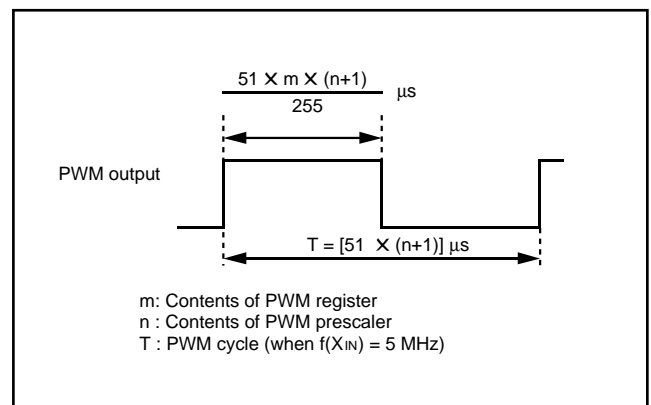 51 × m × (n+1)
255
μs
PWM output
T = [51 × (n+1)] μs
m: Contents of PWM register
n : Contents of PWM prescaler
T : PWM cycle (when f(XIN) = 5 MHz)